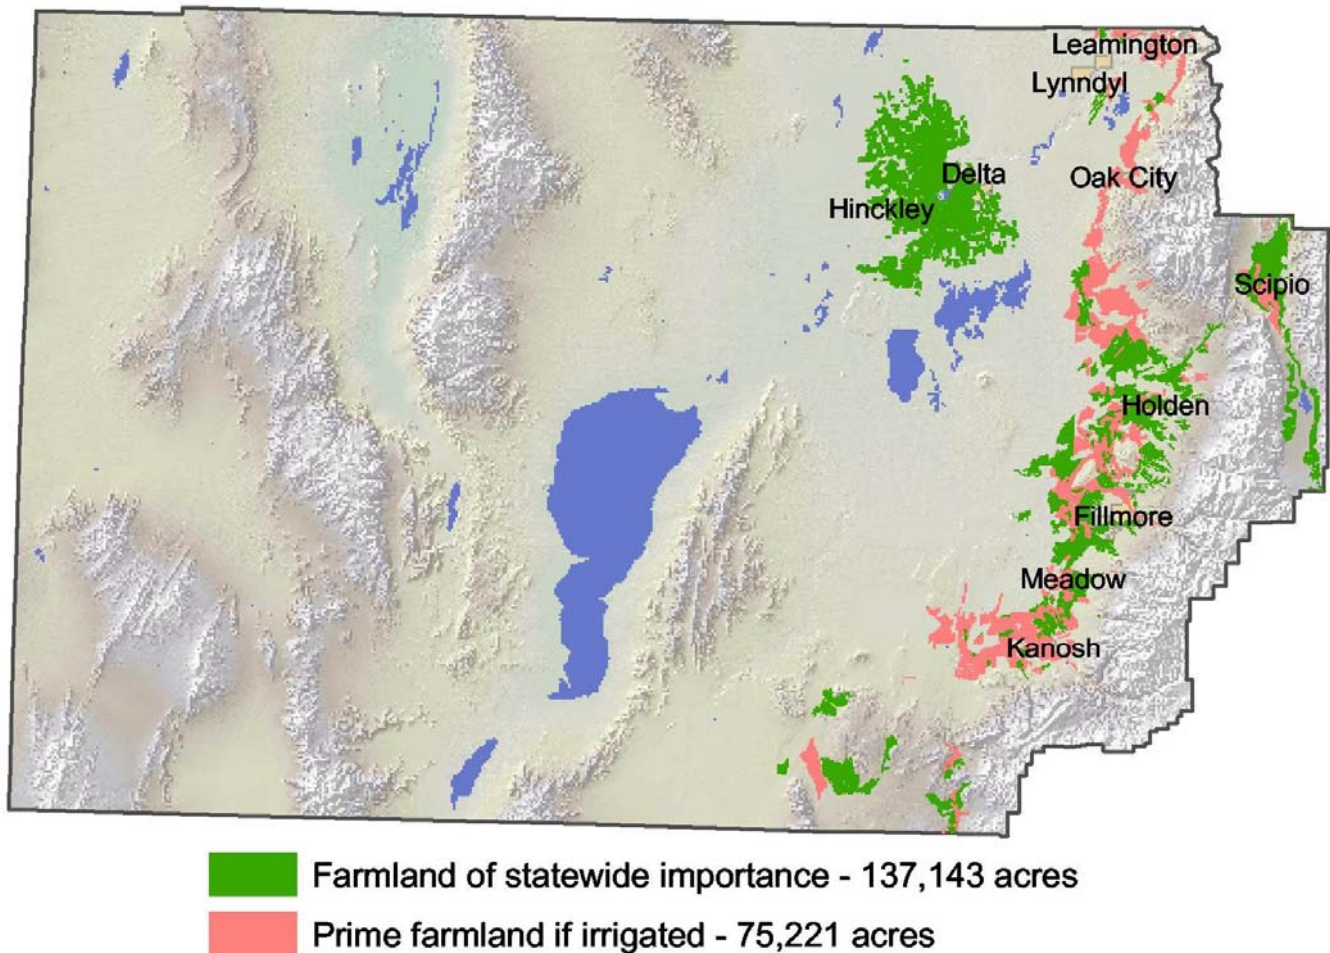 Leamington
Lynndyl
Delta
Oak City
Hinckley
Scipio
Holden
Fillmore
Meadow
Kanosh
Farmland of statewide importance - 137,143 acres
Prime farmland if irrigated - 75,221 acres